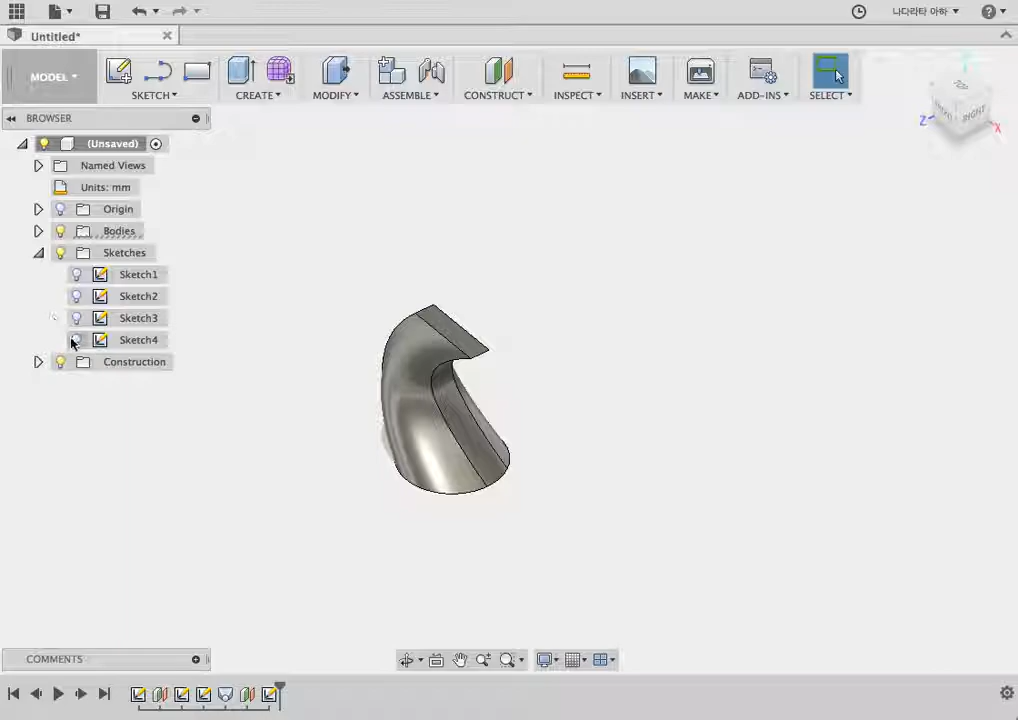 나다라타 아하
Untitled*
MODEL
SKETCH
CREATE
MODIFY
ASSEMBLE
CONSTRUCT
INSPECT
INSERT
MAKE
ADD-INS
SELECT
RIGHT
Z
X
BROWSER
(Unsaved)
Named Views
Units: mm
Origin
Bodies
Sketches
Sketch1
Sketch2
Sketch3
Sketch4
Construction
COMMENTS